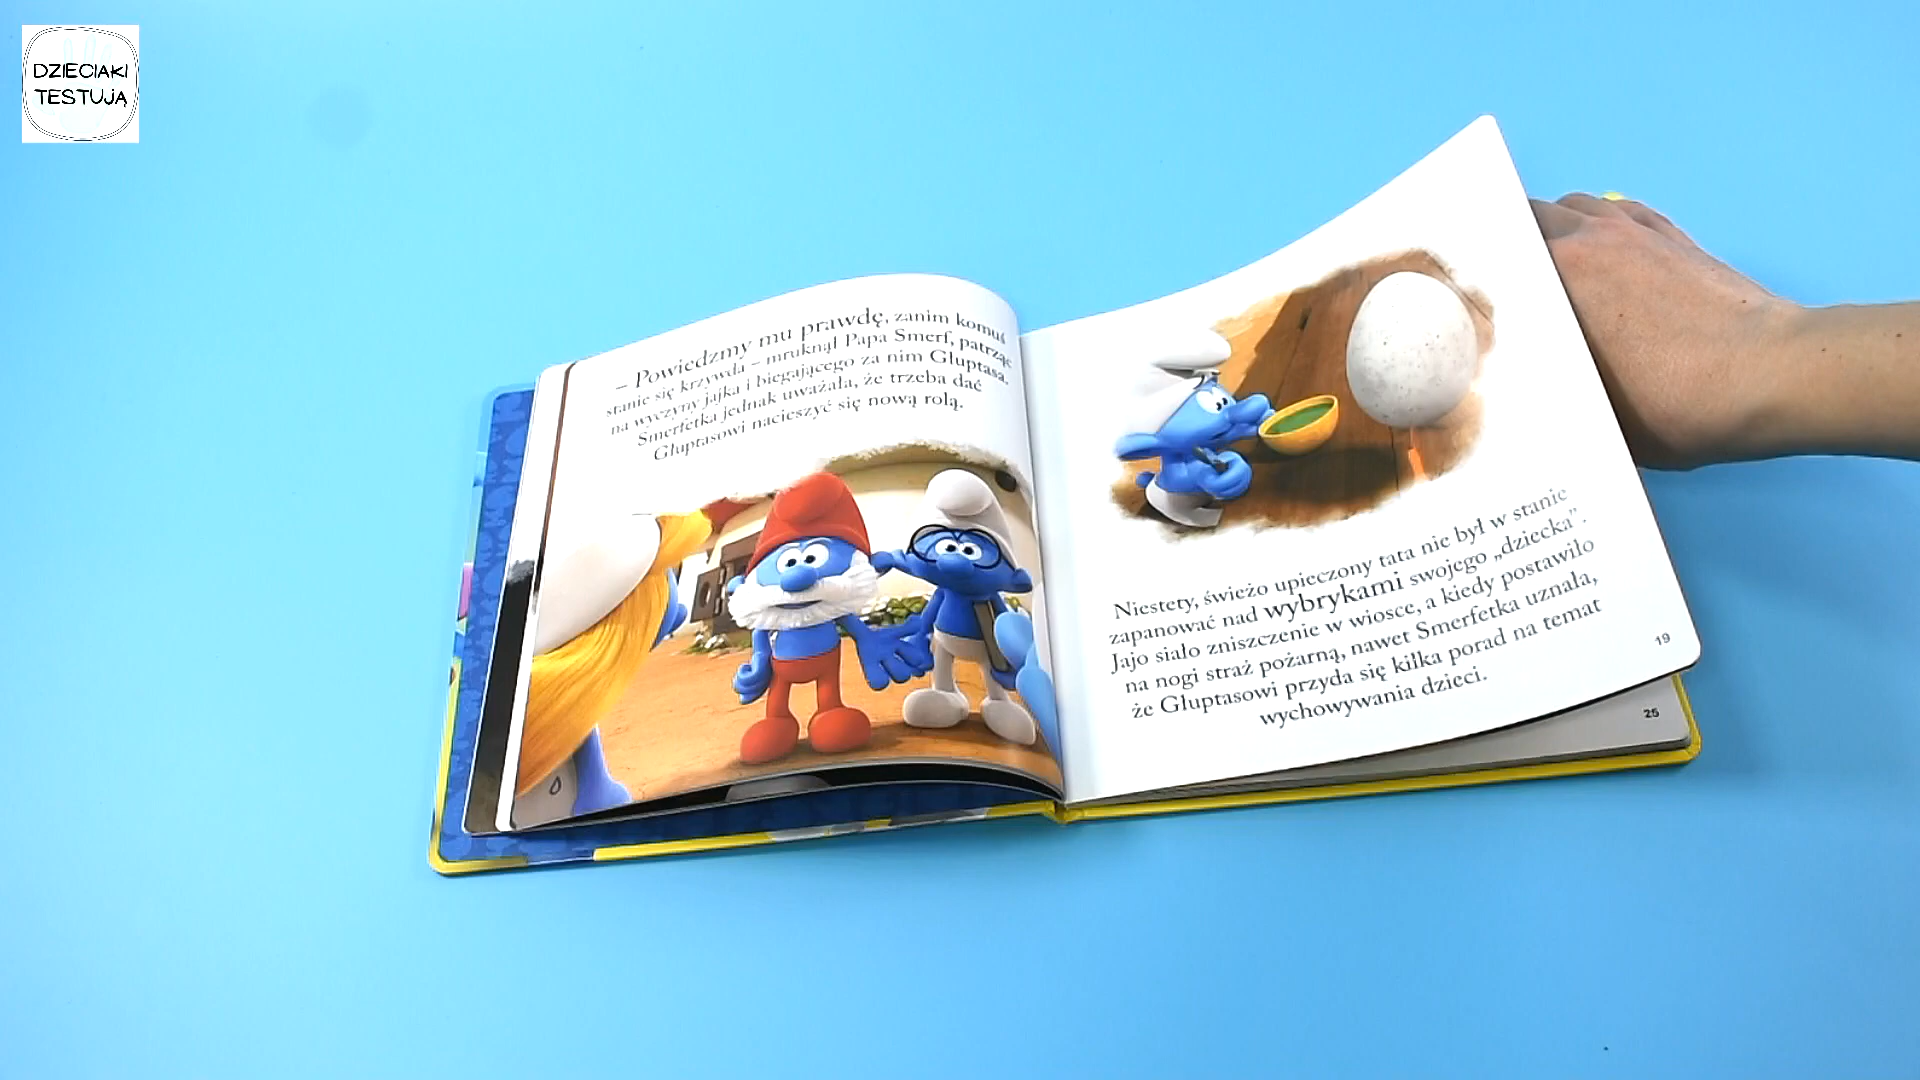 DZIECIAKI
TESTUJĄ
– Powiedzmy mu prawdę, zanim komuś
stanie się krzywda – mruknął Papa Smerf, patrząc
na wyczyny jajka i biegającego za nim Głuptasa.
Smerfetka jednak uważała, że trzeba dać
Głuptasowi nacieszyć się nową rolą.
Niestety, świeżo upieczony tata nie był w stanie
zapanować nad wybrykami swojego „dziecka”.
Jajo siało zniszczenie w wiosce, a kiedy postawiło
na nogi straż pożarną, nawet Smerfetka uznała,
że Głuptasowi przyda się kilka porad na temat
wychowywania dzieci.
19
25